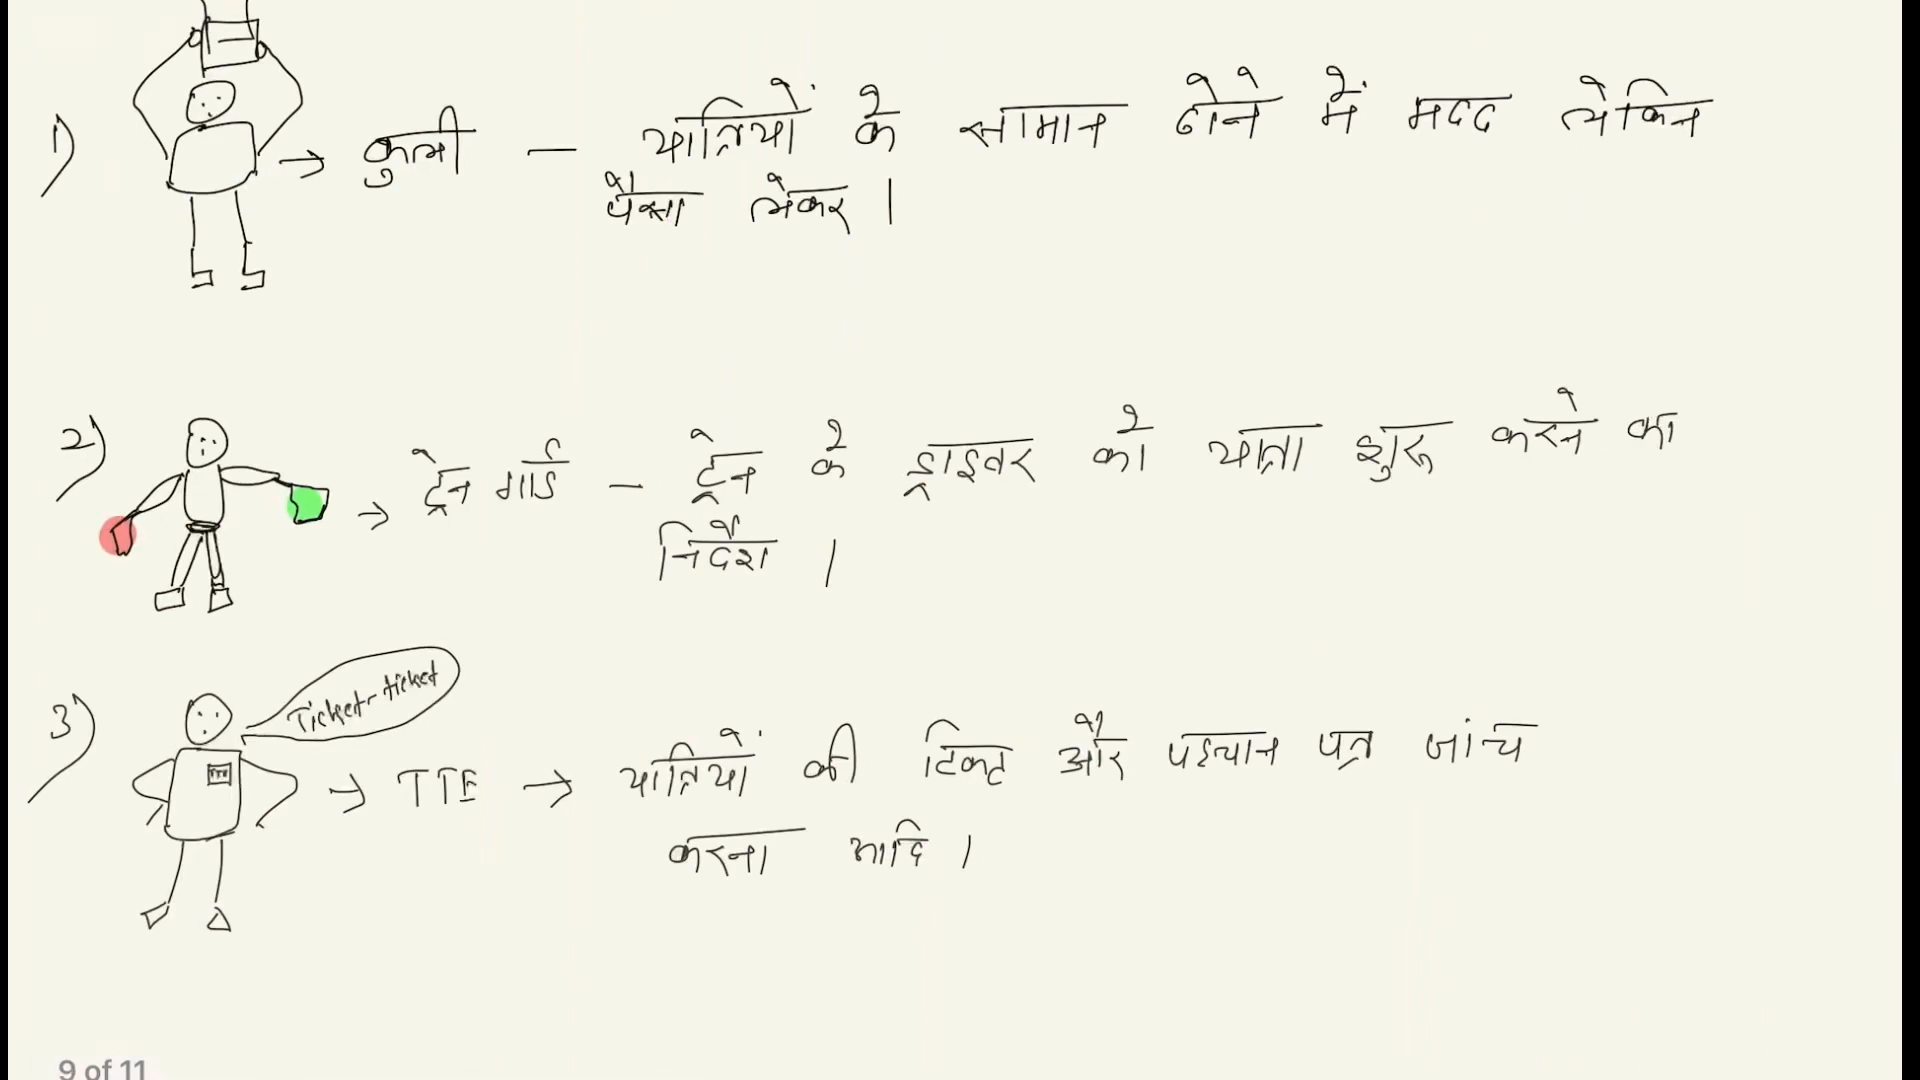 1) → कुली – यात्रियों के सामान ढोने में मदद लेकिन
पैसा लेकर |
2) → ट्रेन गार्ड – ट्रेन के ड्राइवर को यात्रा शुरू करने का
निर्देश |
Ticket-ticket
3) → TTE → यात्रियों की टिकट और पहचान पत्र जांच
TTE
करना आदि |
9 of 11